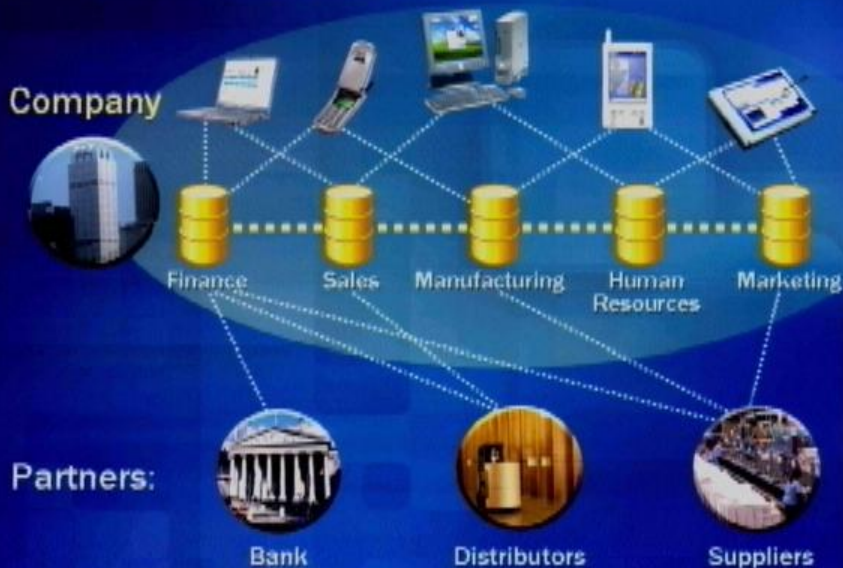 Company
Finance
Sales
Manufacturing
Human
Resources
Marketing
Partners:
Bank
Distributors
Suppliers